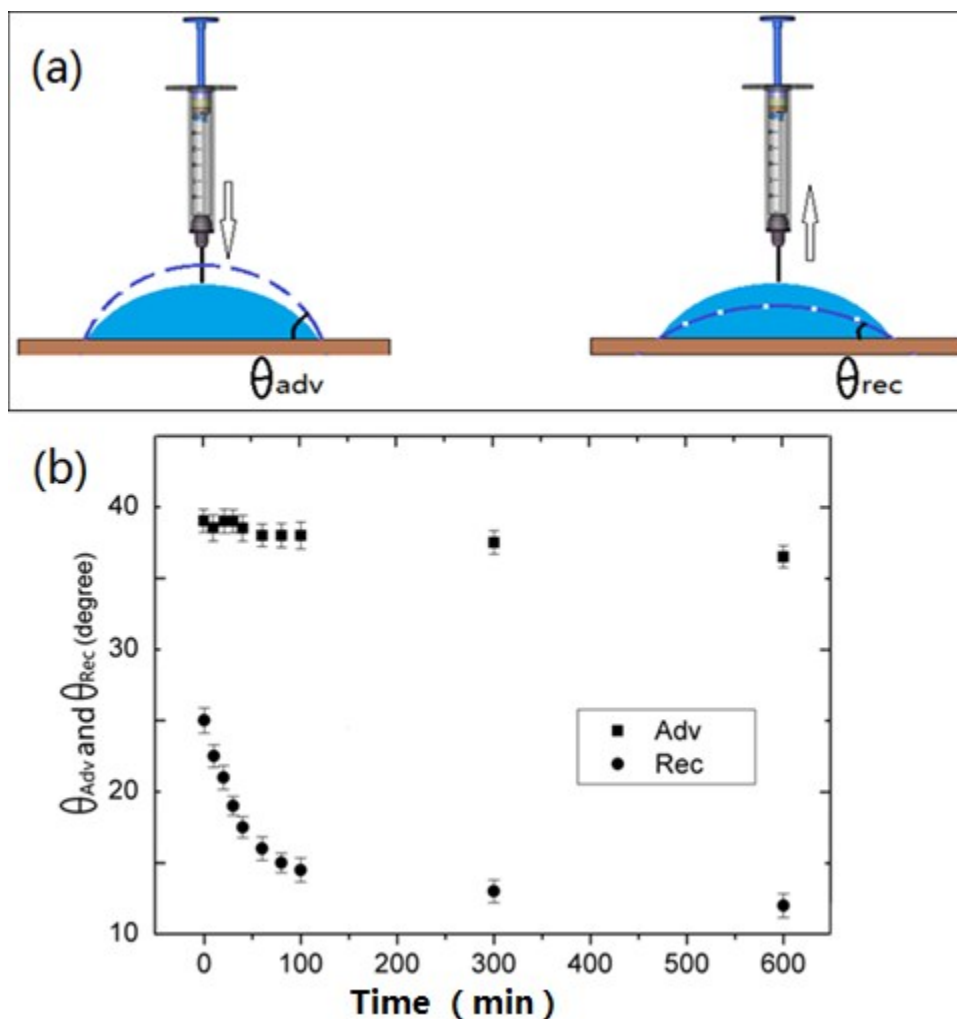 (a)
θadv
θrec
(b)
θAdv and θRec (degree)
40
30
20
10
Adv
Rec
0 100 200 300 400 500 600
Time ( min )